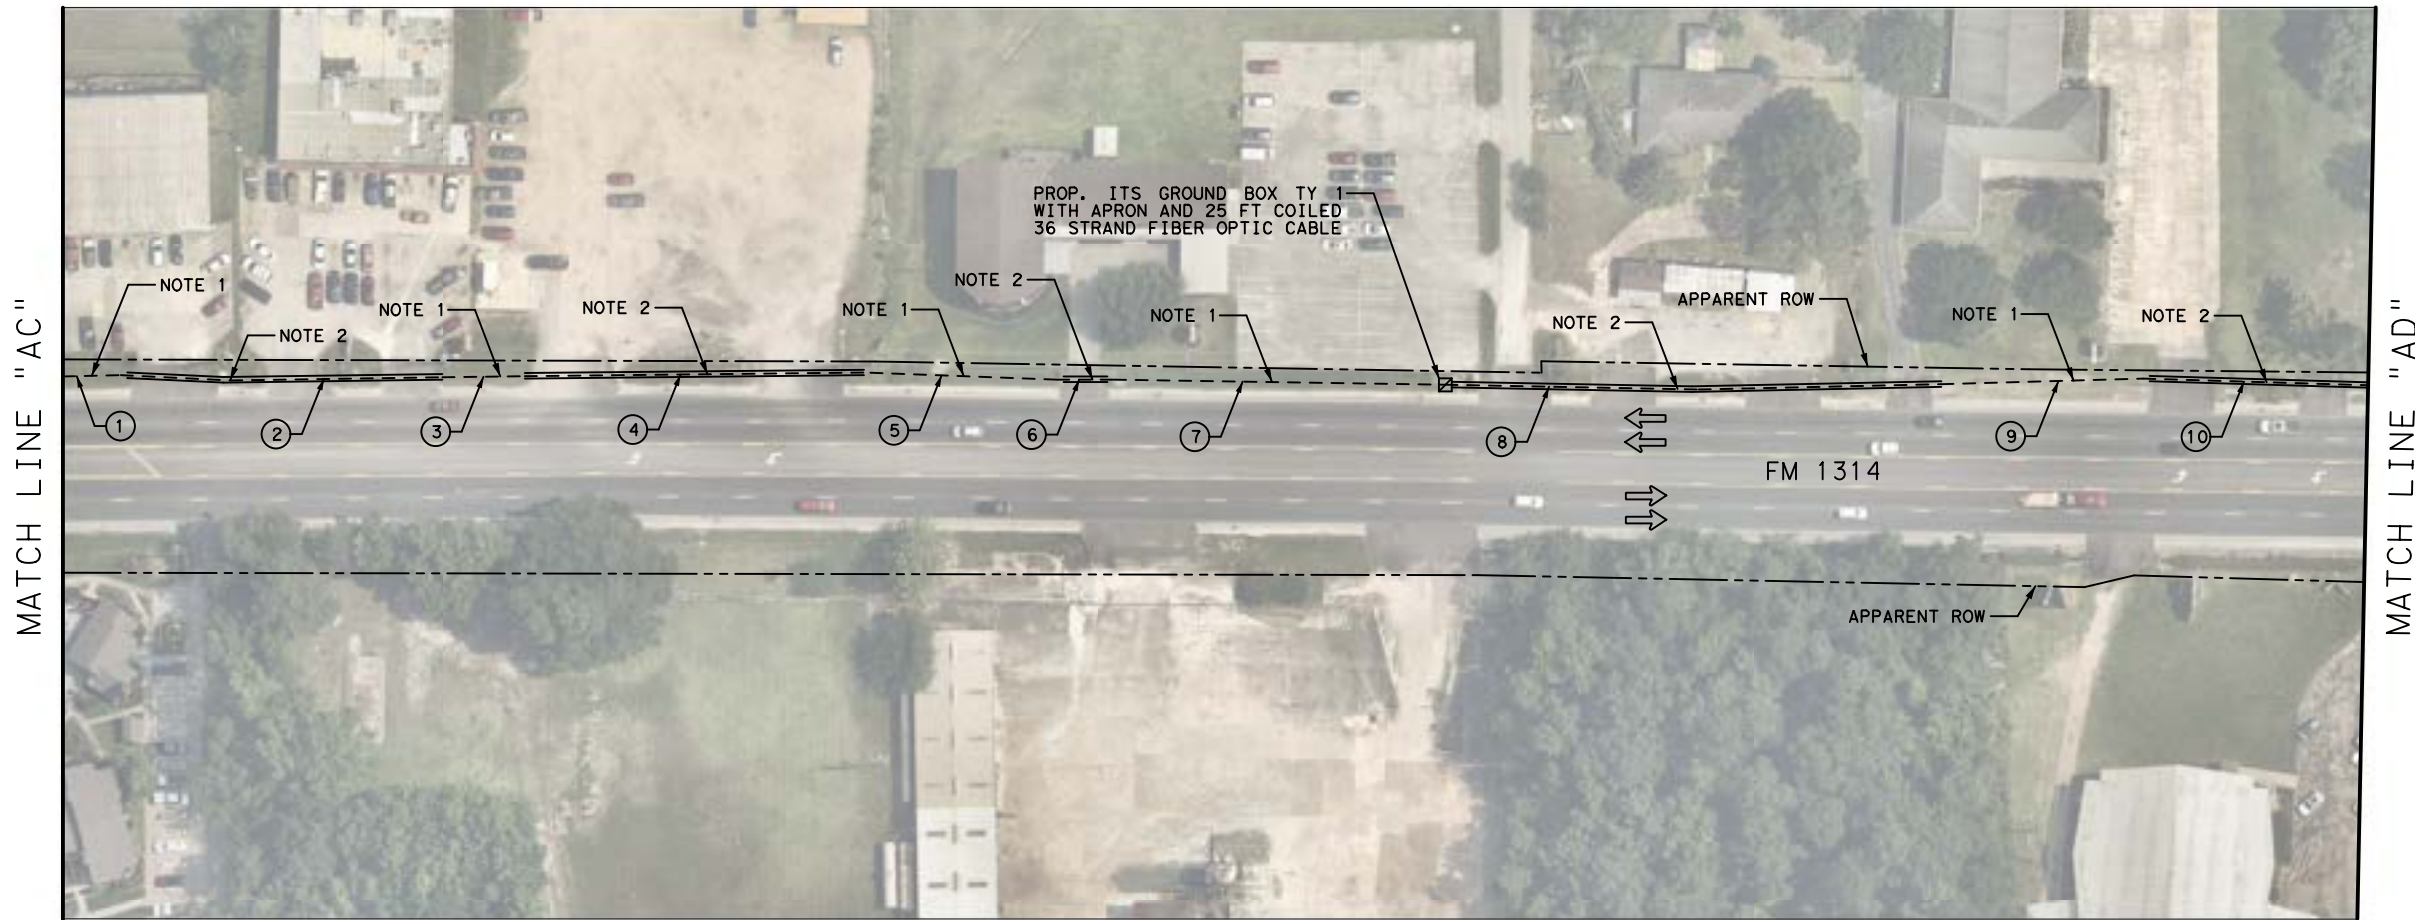 MATCH LINE "AC"
PROP. ITS GROUND BOX TY 1
WITH APRON AND 25 FT COILED
36 STRAND FIBER OPTIC CABLE
NOTE 1
NOTE 2
NOTE 1
NOTE 2
NOTE 1
NOTE 2
NOTE 1
NOTE 2
APPARENT ROW
NOTE 1
NOTE 2
1
2
3
4
5
6
7
8
9
10
FM 1314
APPARENT ROW
MATCH LINE "AD"